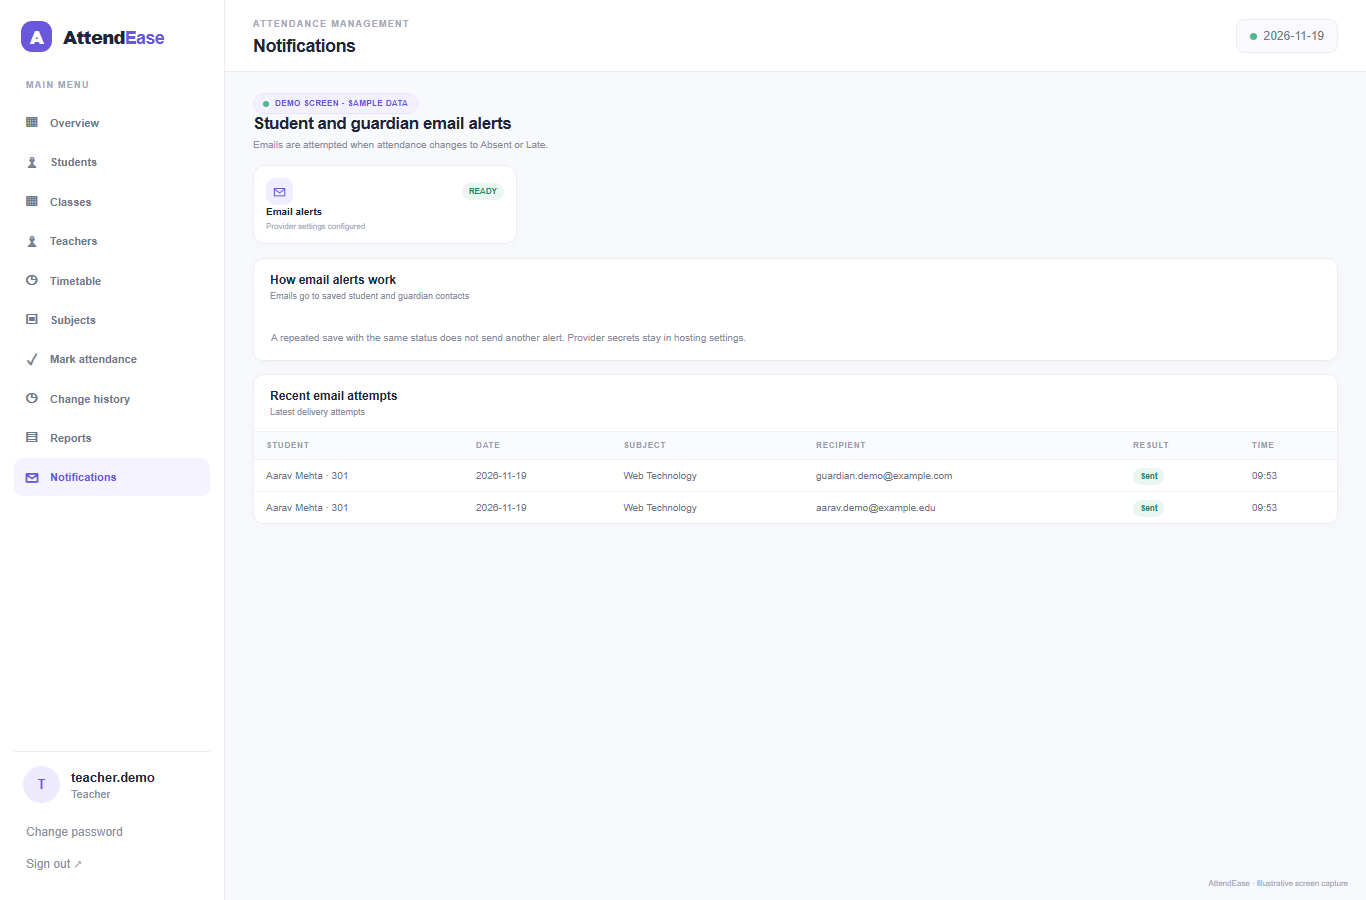 A AttendEase
MAIN MENU
Overview
Students
Classes
Teachers
Timetable
Subjects
Mark attendance
Change history
Reports
Notifications
T
teacher.demo
Teacher
Change password
Sign out ↗
ATTENDANCE MANAGEMENT
Notifications
2026-11-19
DEMO SCREEN - SAMPLE DATA
Student and guardian email alerts
Emails are attempted when attendance changes to Absent or Late.
READY
Email alerts
Provider settings configured
How email alerts work
Emails go to saved student and guardian contacts
A repeated save with the same status does not send another alert. Provider secrets stay in hosting settings.
Recent email attempts
Latest delivery attempts
STUDENT DATE SUBJECT RECIPIENT RESULT TIME
Aarav Mehta · 301 2026-11-19 Web Technology guardian.demo@example.com Sent 09:53
Aarav Mehta · 301 2026-11-19 Web Technology aarav.demo@example.edu Sent 09:53
AttendEase · Illustrative screen capture